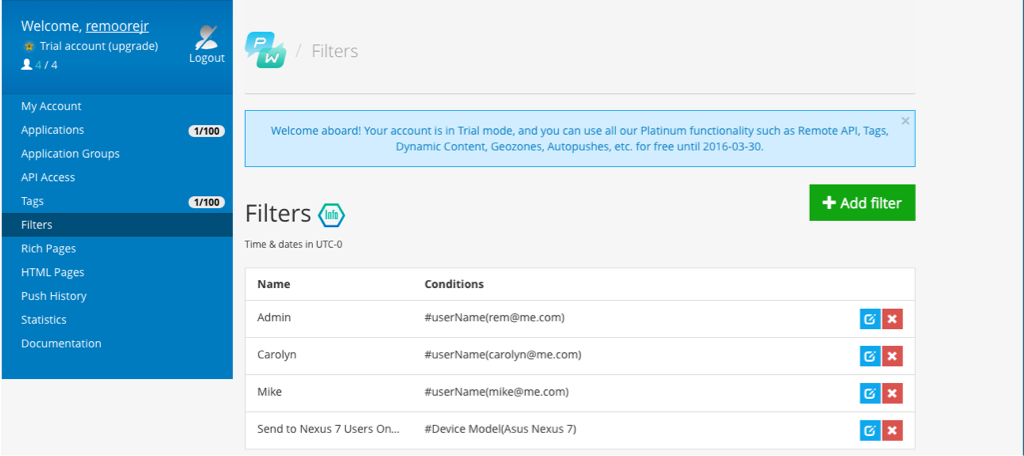 Welcome, remoorejr
Trial account (upgrade)
4 / 4
Logout
My Account
Applications 1/100
Application Groups
API Access
Tags 1/100
Filters
Rich Pages
HTML Pages
Push History
Statistics
Documentation
P W / Filters
Welcome aboard! Your account is in Trial mode, and you can use all our Platinum functionality such as Remote API, Tags,
Dynamic Content, Geozones, Autopushes, etc. for free until 2016-03-30.
×
Filters Info
+ Add filter
Time & dates in UTC-0
Name Conditions
Admin #userName(rem@me.com)
Carolyn #userName(carolyn@me.com)
Mike #userName(mike@me.com)
Send to Nexus 7 Users On... #Device Model(Asus Nexus 7)